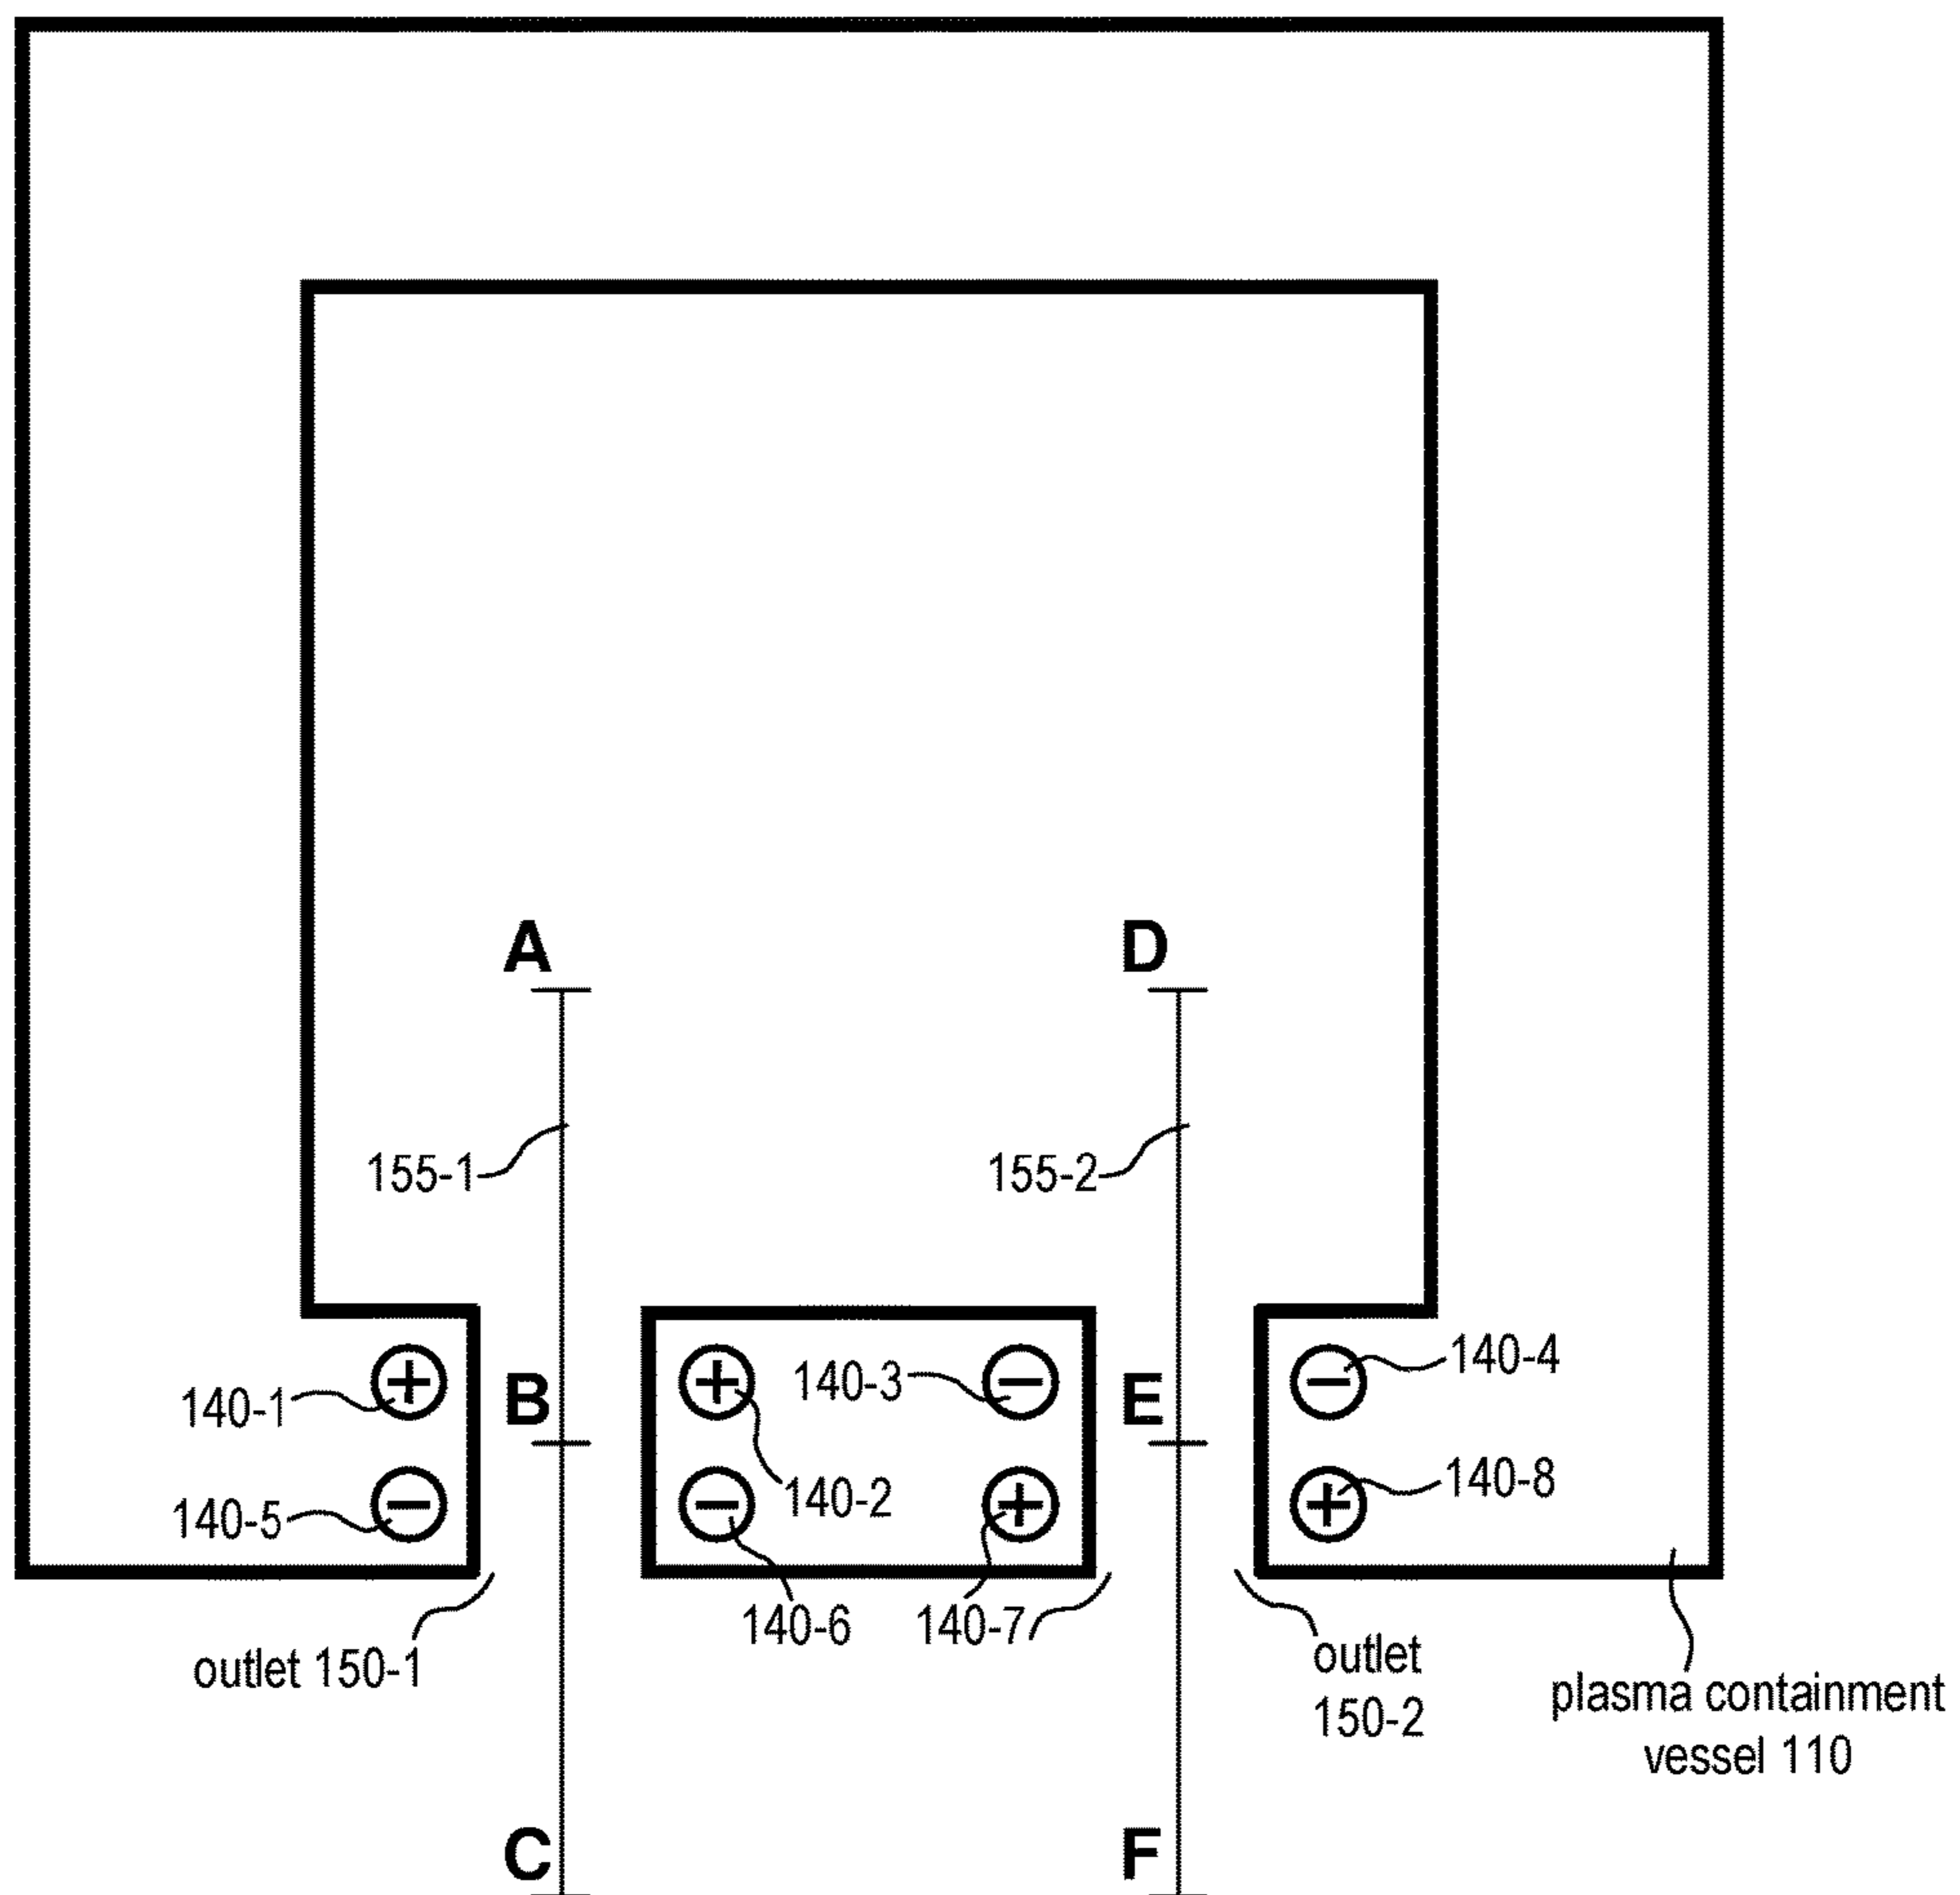 A
D
155-1
155-2
140-1
B
140-3
E
140-4
140-5
140-2
140-8
140-6
140-7
outlet 150-1
outlet
150-2
plasma containment
vessel 110
C
F